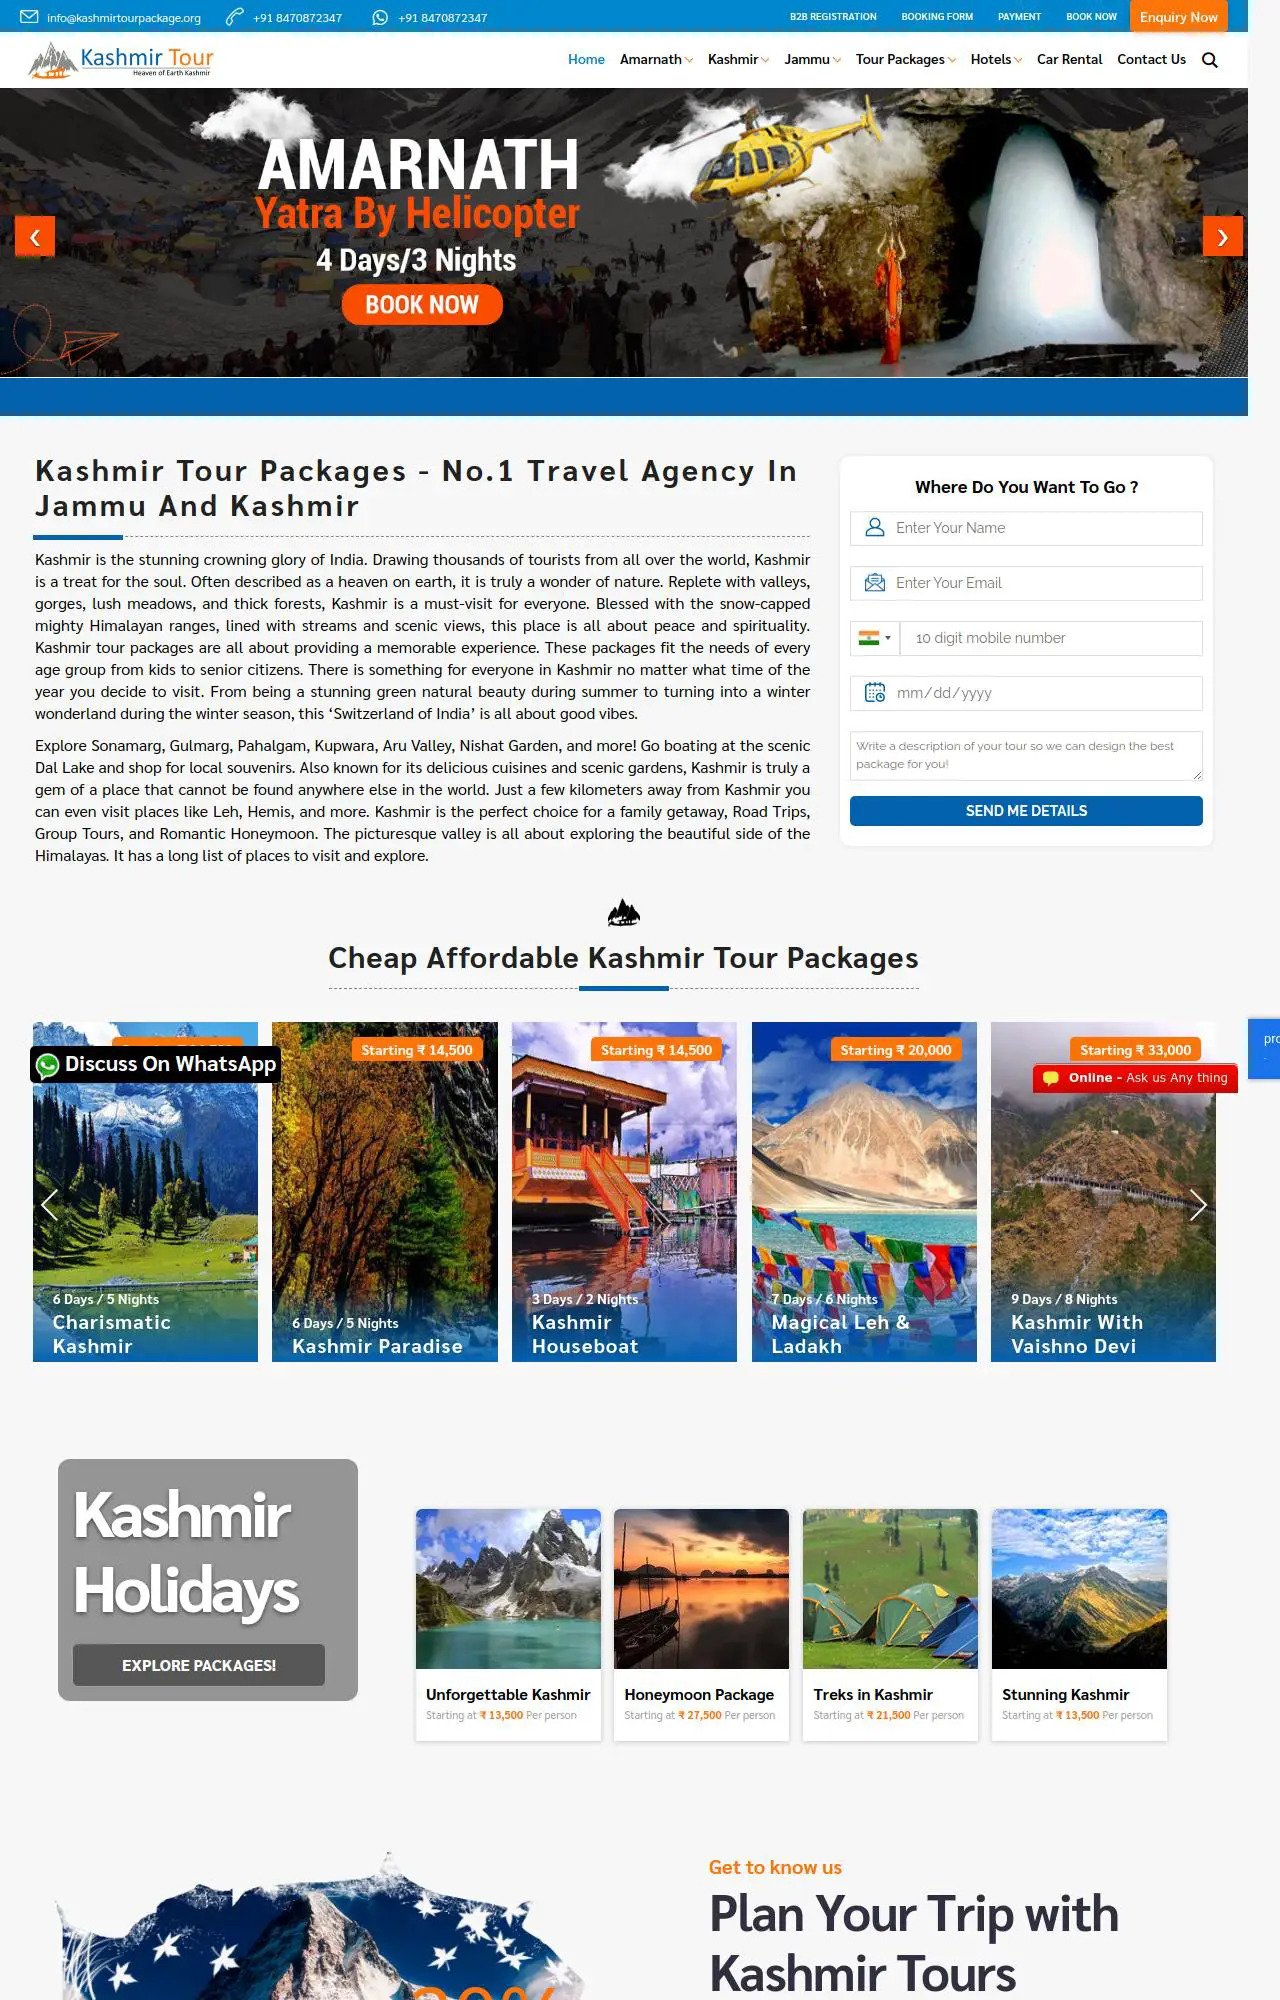 info@kashmirtourpackage.org
+91 8470872347
+91 8470872347
B2B REGISTRATION
BOOKING FORM
PAYMENT
BOOK NOW
Enquiry Now
Kashmir Tour
Heaven of Earth Kashmir
Home
Amarnath
Kashmir
Jammu
Tour Packages
Hotels
Car Rental
Contact Us
AMARNATH
Yatra By Helicopter
4 Days/3 Nights
BOOK NOW
Kashmir Tour Packages - No.1 Travel Agency In
Jammu And Kashmir
Kashmir is the stunning crowning glory of India. Drawing thousands of tourists from all over the world, Kashmir
is a treat for the soul. Often described as a heaven on earth, it is truly a wonder of nature. Replete with valleys,
gorges, lush meadows, and thick forests, Kashmir is a must-visit for everyone. Blessed with the snow-capped
mighty Himalayan ranges, lined with streams and scenic views, this place is all about peace and spirituality.
Kashmir tour packages are all about providing a memorable experience. These packages fit the needs of every
age group from kids to senior citizens. There is something for everyone in Kashmir no matter what time of the
year you decide to visit. From being a stunning green natural beauty during summer to turning into a winter
wonderland during the winter season, this ‘Switzerland of India’ is all about good vibes.
Explore Sonamarg, Gulmarg, Pahalgam, Kupwara, Aru Valley, Nishat Garden, and more! Go boating at the scenic
Dal Lake and shop for local souvenirs. Also known for its delicious cuisines and scenic gardens, Kashmir is truly a
gem of a place that cannot be found anywhere else in the world. Just a few kilometers away from Kashmir you
can even visit places like Leh, Hemis, and more. Kashmir is the perfect choice for a family getaway, Road Trips,
Group Tours, and Romantic Honeymoon. The picturesque valley is all about exploring the beautiful side of the
Himalayas. It has a long list of places to visit and explore.
Where Do You Want To Go ?
Enter Your Name
Enter Your Email
10 digit mobile number
mm/dd/yyyy
Write a description of your tour so we can design the best
package for you!
SEND ME DETAILS
Cheap Affordable Kashmir Tour Packages
Discuss On WhatsApp
6 Days / 5 Nights
Charismatic
Kashmir
Starting ₹ 14,500
6 Days / 5 Nights
Kashmir Paradise
Starting ₹ 14,500
3 Days / 2 Nights
Kashmir
Houseboat
Starting ₹ 20,000
7 Days / 6 Nights
Magical Leh &
Ladakh
Starting ₹ 33,000
Online - Ask us Any thing
9 Days / 8 Nights
Kashmir With
Vaishno Devi
Kashmir
Holidays
EXPLORE PACKAGES!
Unforgettable Kashmir
Starting at ₹ 13,500 Per person
Honeymoon Package
Starting at ₹ 27,500 Per person
Treks in Kashmir
Starting at ₹ 21,500 Per person
Stunning Kashmir
Starting at ₹ 13,500 Per person
Get to know us
Plan Your Trip with
Kashmir Tours